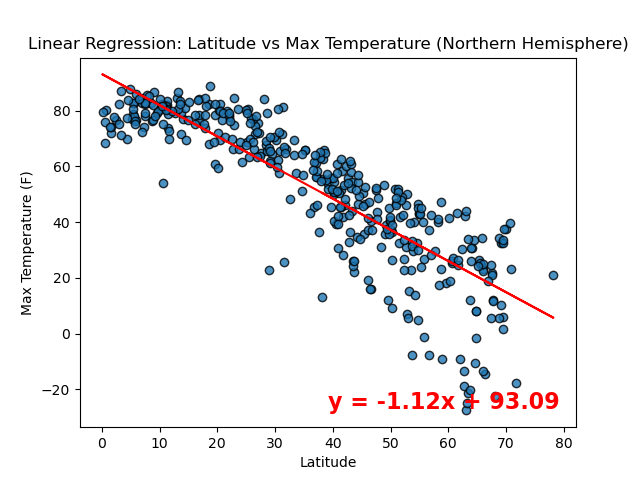 Linear Regression: Latitude vs Max Temperature (Northern Hemisphere)
Max Temperature (F)
80
60
40
20
0
−20
y = -1.12x + 93.09
0 10 20 30 40 50 60 70 80
Latitude